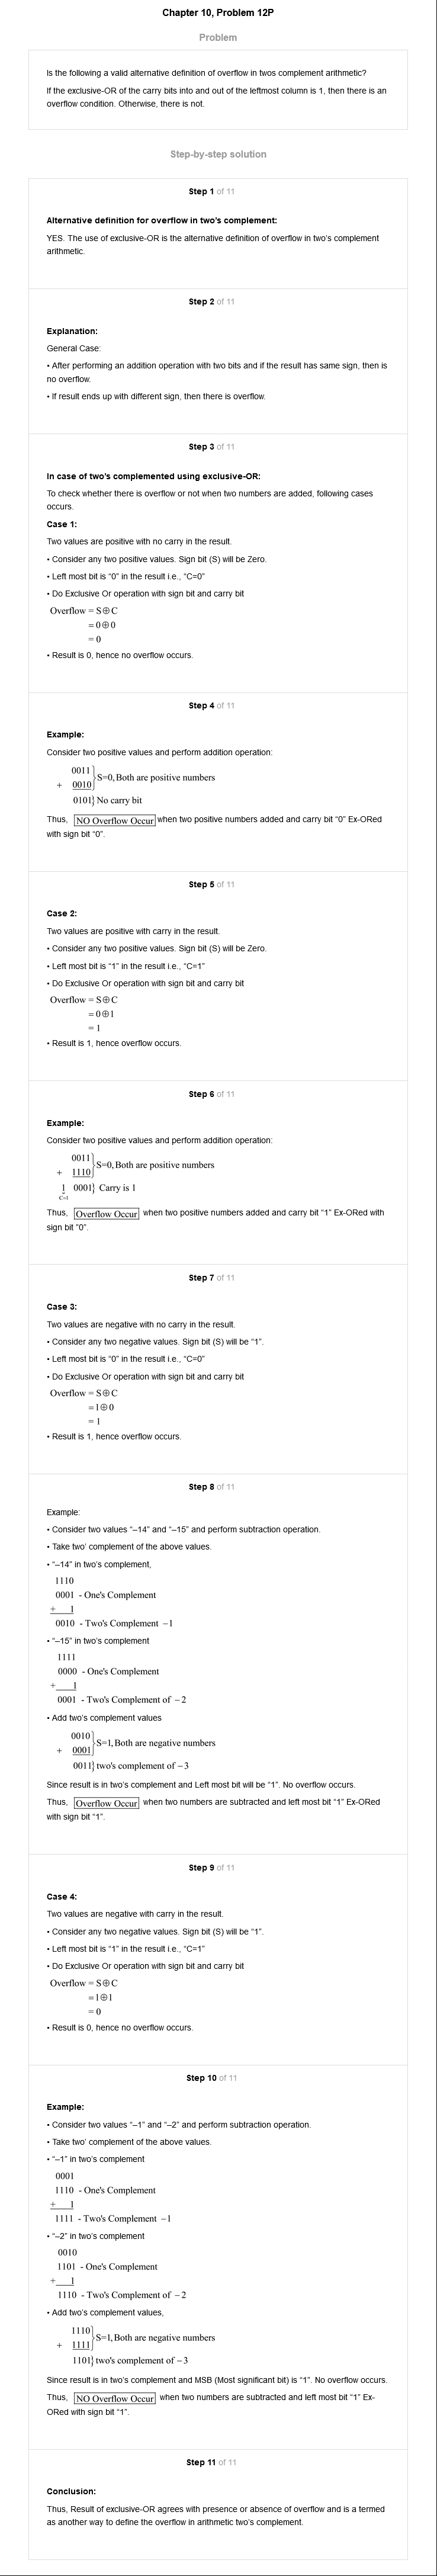 Chapter 10, Problem 12P
Problem
Is the following a valid alternative definition of overflow in twos complement arithmetic?
If the exclusive-OR of the carry bits into and out of the leftmost column is 1, then there is an
overflow condition. Otherwise, there is not.
Step-by-step solution
Step 1 of 11
Alternative definition for overflow in two's complement:
YES. The use of exclusive-OR is the alternative definition of overflow in two's complement
arithmetic.
Step 2 of 11
Explanation:
General Case:
• After performing an addition operation with two bits and if the result has same sign, then is
no overflow.
• If result ends up with different sign, then there is overflow.
Step 3 of 11
In case of two's complemented using exclusive-OR:
To check whether there is overflow or not when two numbers are added, following cases
occurs.
Case 1:
Two values are positive with no carry in the result.
• Consider any two positive values. Sign bit (S) will be Zero.
• Left most bit is "0" in the result i.e., "C=0"
• Do Exclusive Or operation with sign bit and carry bit
Overflow = S⊕C
= 0⊕0
= 0
• Result is 0, hence no overflow occurs.
Step 4 of 11
Example:
Consider two positive values and perform addition operation:
0011
+ 0010 } S=0, Both are positive numbers
0101} No carry bit
Thus, NO Overflow Occur when two positive numbers added and carry bit "0" Ex-ORed
with sign bit "0".
Step 5 of 11
Case 2:
Two values are positive with carry in the result.
• Consider any two positive values. Sign bit (S) will be Zero.
• Left most bit is "1" in the result i.e., "C=1"
• Do Exclusive Or operation with sign bit and carry bit
Overflow = S⊕C
= 0⊕1
= 1
• Result is 1, hence overflow occurs.
Step 6 of 11
Example:
Consider two positive values and perform addition operation:
0011
+ 1110 } S=0, Both are positive numbers
1 0001} Carry is 1
C=1
Thus, Overflow Occur when two positive numbers added and carry bit "1" Ex-ORed with
sign bit "0".
Step 7 of 11
Case 3:
Two values are negative with no carry in the result.
• Consider any two negative values. Sign bit (S) will be "1".
• Left most bit is "0" in the result i.e., "C=0"
• Do Exclusive Or operation with sign bit and carry bit
Overflow = S⊕C
= 1⊕0
= 1
• Result is 1, hence overflow occurs.
Step 8 of 11
Example:
• Consider two values "–14" and "–15" and perform subtraction operation.
• Take two' complement of the above values.
• "–14" in two's complement,
1110
0001 - One's Complement
+ 1
0010 - Two's Complement −1
• "–15" in two's complement
1111
0000 - One's Complement
+ 1
0001 - Two's Complement of −2
• Add two's complement values
0010
+ 0001 } S=1, Both are negative numbers
0011} two's complement of −3
Since result is in two's complement and Left most bit will be "1". No overflow occurs.
Thus, Overflow Occur when two numbers are subtracted and left most bit "1" Ex-ORed
with sign bit "1".
Step 9 of 11
Case 4:
Two values are negative with carry in the result.
• Consider any two negative values. Sign bit (S) will be "1".
• Left most bit is "1" in the result i.e., "C=1"
• Do Exclusive Or operation with sign bit and carry bit
Overflow = S⊕C
= 1⊕1
= 0
• Result is 0, hence no overflow occurs.
Step 10 of 11
Example:
• Consider two values "–1" and "–2" and perform subtraction operation.
• Take two' complement of the above values.
• "–1" in two's complement
0001
1110 - One's Complement
+ 1
1111 - Two's Complement −1
• "–2" in two's complement
0010
1101 - One's Complement
+ 1
1110 - Two's Complement of −2
• Add two's complement values,
1110
+ 1111 } S=1, Both are negative numbers
1101} two's complement of −3
Since result is in two's complement and MSB (Most significant bit) is "1". No overflow occurs.
Thus, NO Overflow Occur when two numbers are subtracted and left most bit "1" Ex-
ORed with sign bit "1".
Step 11 of 11
Conclusion:
Thus, Result of exclusive-OR agrees with presence or absence of overflow and is a termed
as another way to define the overflow in arithmetic two's complement.